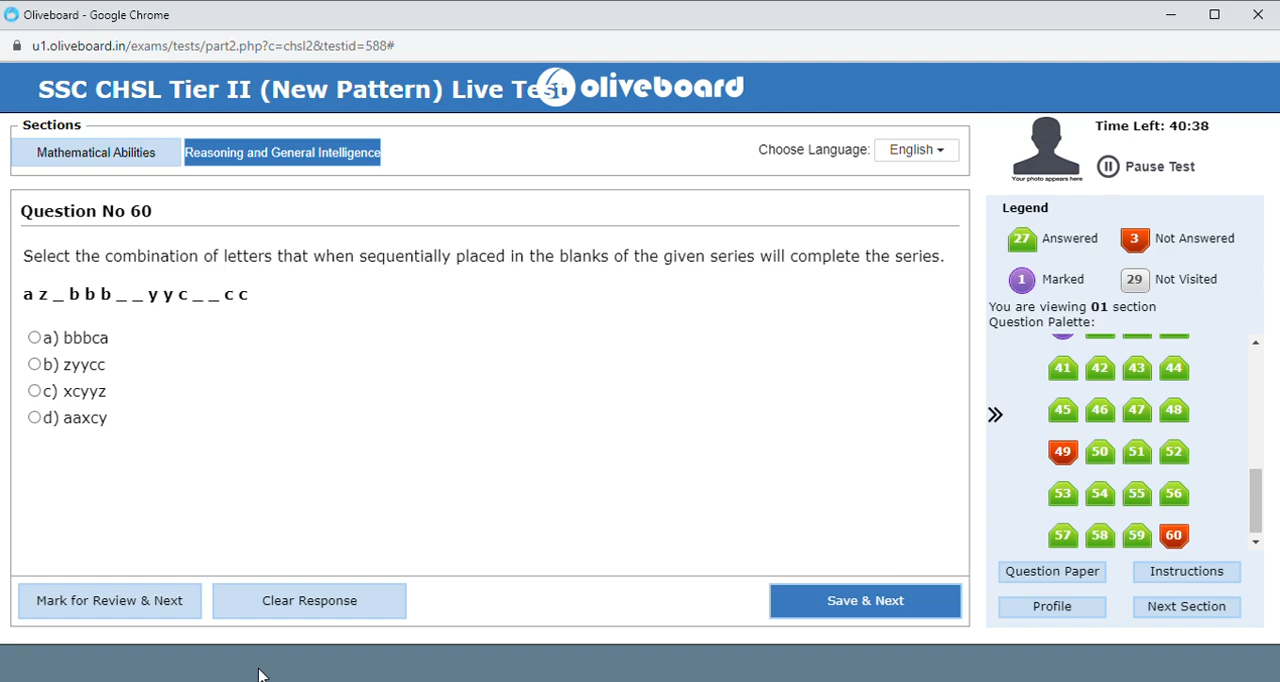 Oliveboard - Google Chrome
u1.oliveboard.in/exams/tests/part2.php?c=chsl2&testid=588#
SSC CHSL Tier II (New Pattern) Live Test oliveboard
Sections
Mathematical Abilities Reasoning and General Intelligence
Choose Language: English
Your photo appears here
Time Left: 40:38
Pause Test
Question No 60
Select the combination of letters that when sequentially placed in the blanks of the given series will complete the series.
a z _ b b b _ _ y y c _ _ c c
a) bbbca
b) zyycc
c) xcyyz
d) aaxcy
Mark for Review & Next Clear Response Save & Next
Legend
27 Answered 3 Not Answered
1 Marked 29 Not Visited
You are viewing 01 section
Question Palette:
41 42 43 44
45 46 47 48
49 50 51 52
53 54 55 56
57 58 59 60
Question Paper Instructions
Profile Next Section